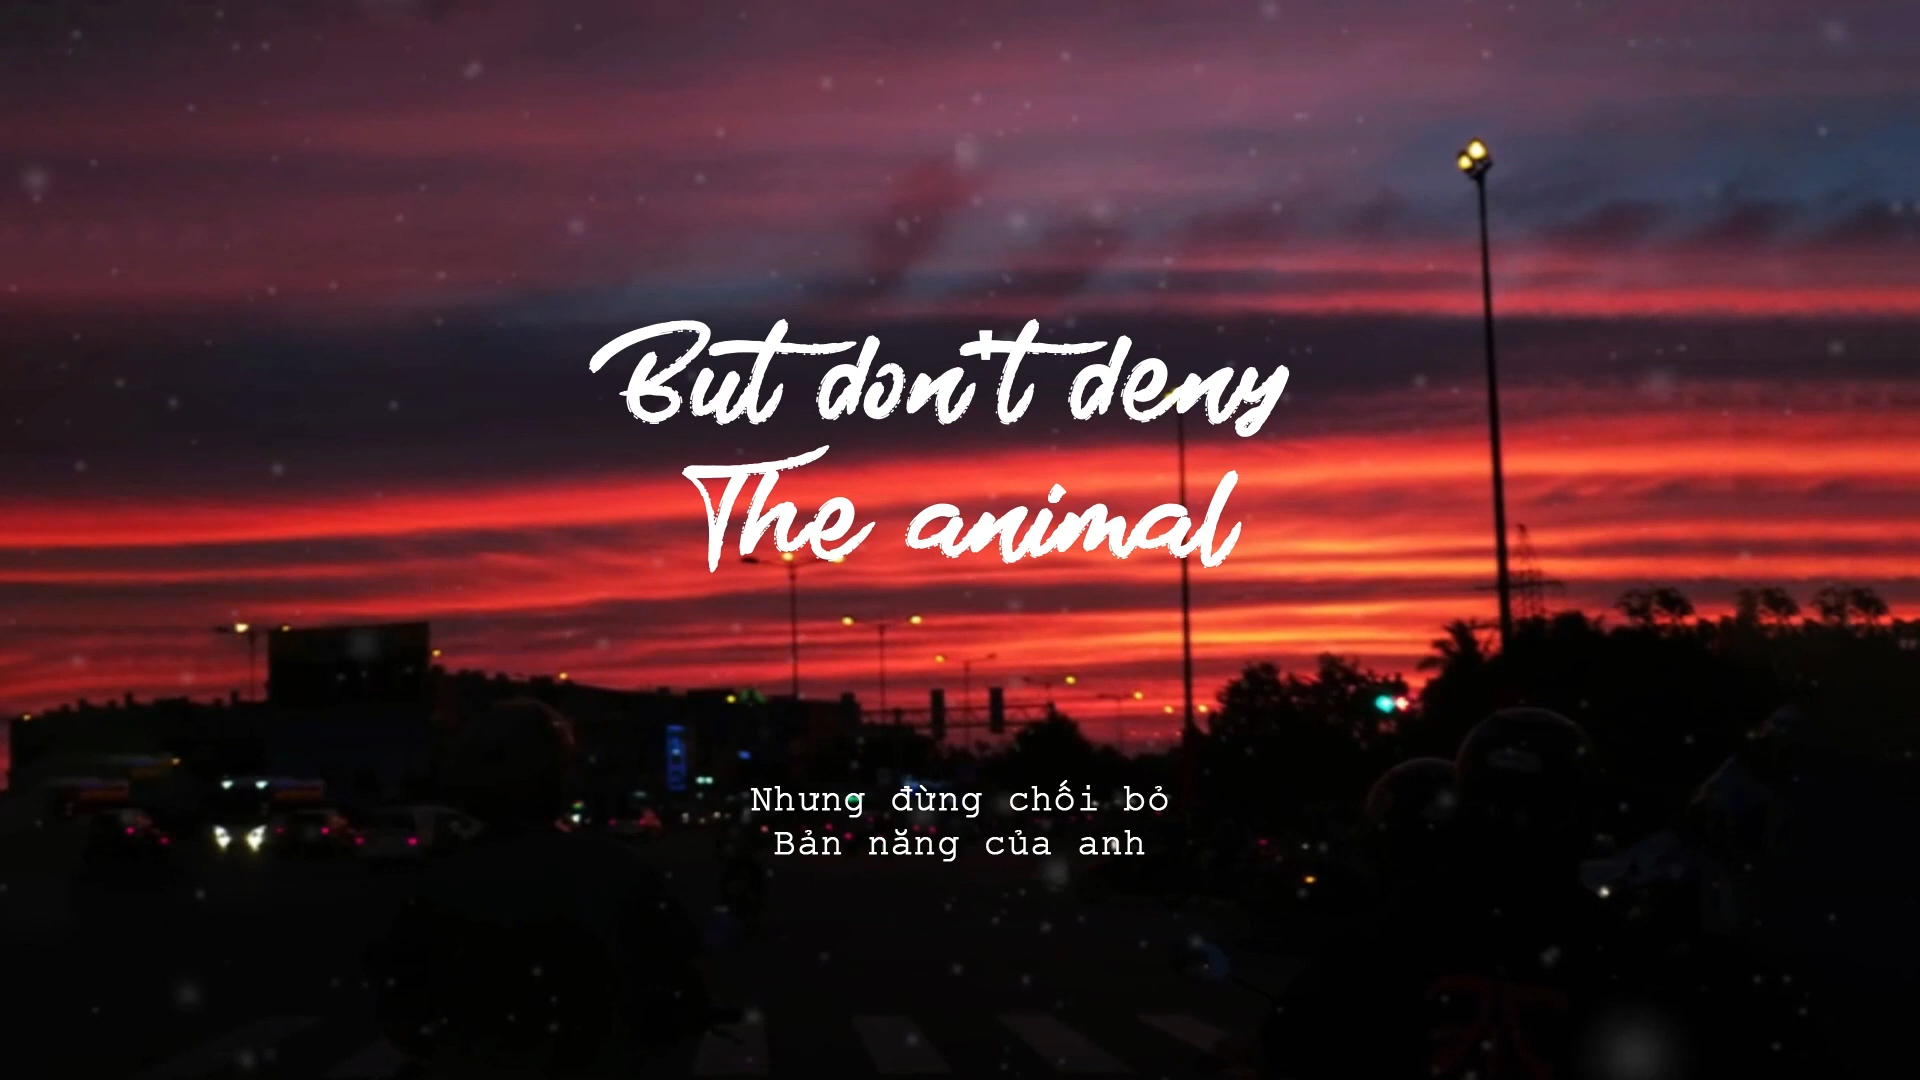 But don't deny
The animal
Nhưng đừng chối bỏ
Bản năng của anh